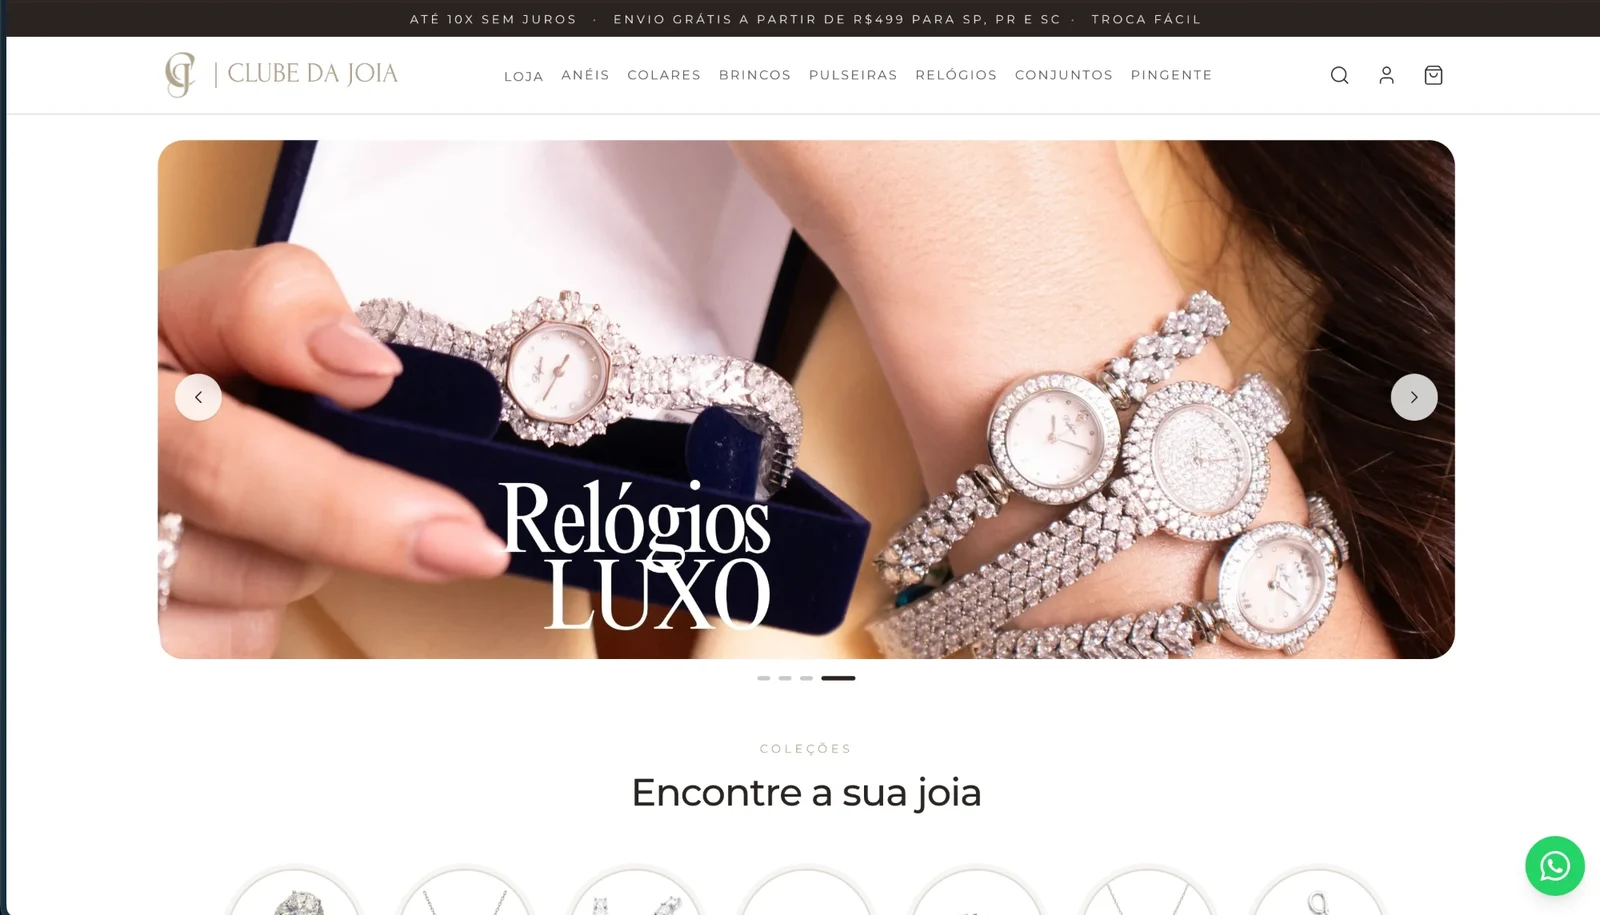 ATÉ 10X SEM JUROS · ENVIO GRÁTIS A PARTIR DE R$499 PARA SP, PR E SC · TROCA FÁCIL
CJ | CLUBE DA JOIA
LOJA ANÉIS COLARES BRINCOS PULSEIRAS RELÓGIOS CONJUNTOS PINGENTE
Relógios
LUXO
COLEÇÕES
Encontre a sua joia